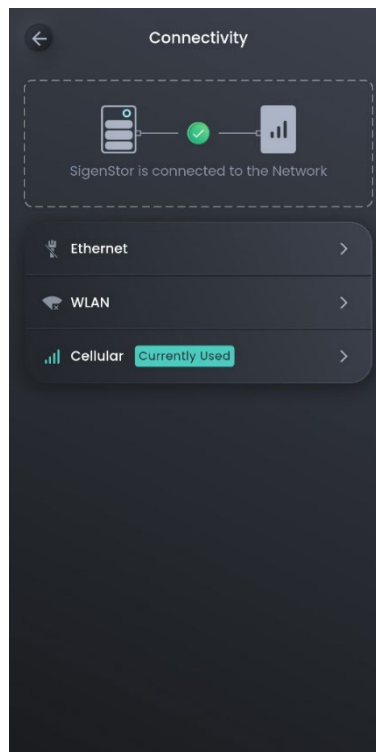 Connectivity
SigenStor is connected to the Network
Ethernet
WLAN
Cellular Currently Used